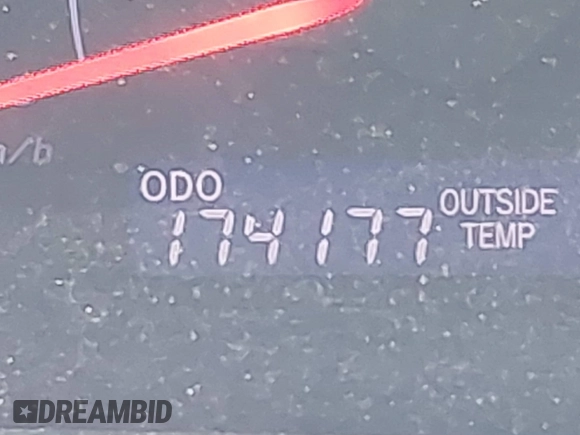 ODO
174177
OUTSIDE
TEMP
DREAMBID